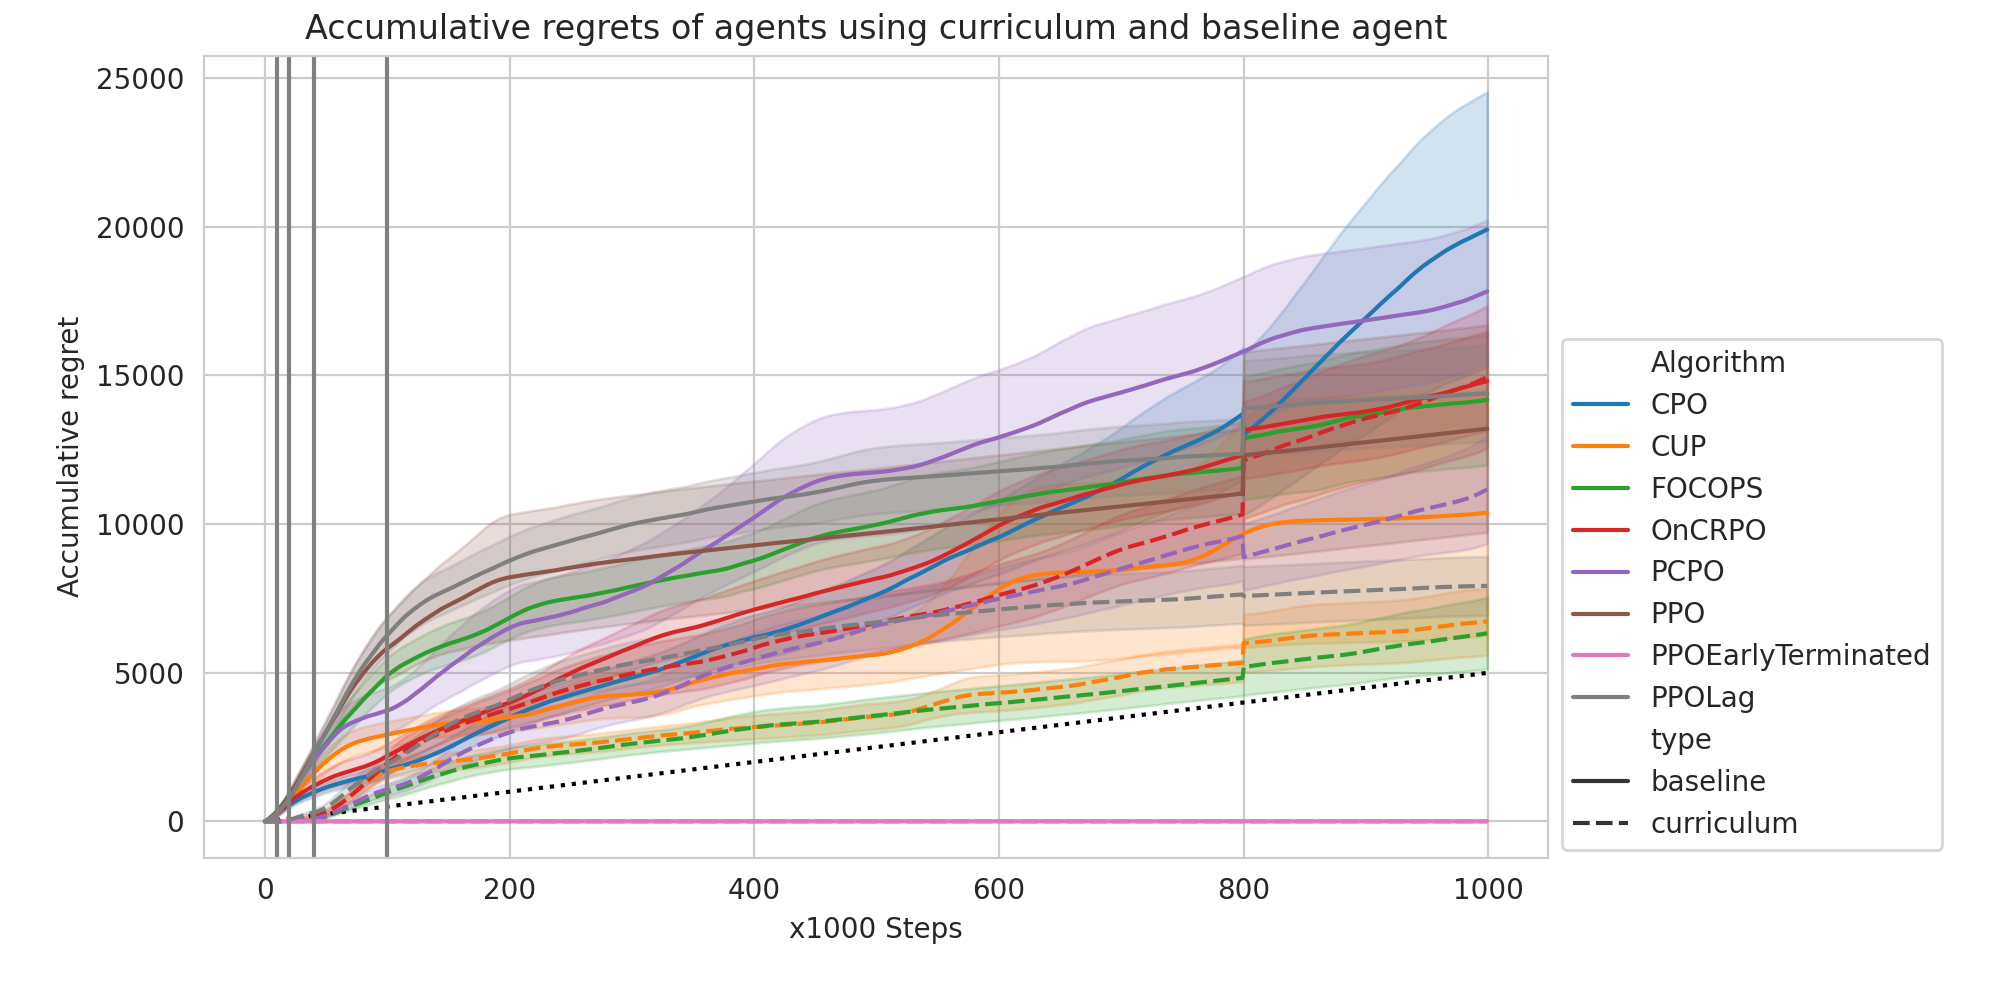 Accumulative regrets of agents using curriculum and baseline agent
25000
20000
15000
10000
5000
0
Accumulative regret
0 200 400 600 800 1000
x1000 Steps
Algorithm
CPO
CUP
FOCOPS
OnCRPO
PCPO
PPO
PPOEarlyTerminated
PPOLag
type
baseline
curriculum